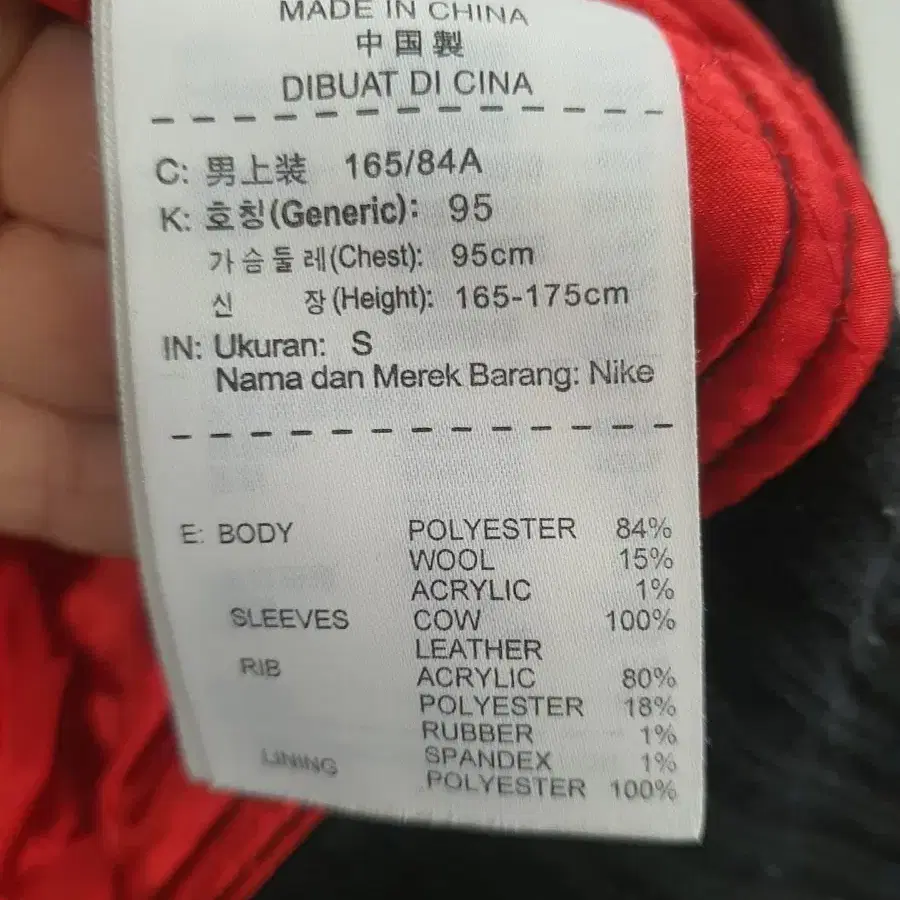 MADE IN CHINA
中国製
DIBUAT DI CINA
C: 男上装 165/84A
K: 호칭(Generic): 95
가슴둘레(Chest): 95cm
신 장(Height): 165-175cm
IN: Ukuran: S
Nama dan Merek Barang: Nike
E: BODY POLYESTER 84%
WOOL 15%
ACRYLIC 1%
SLEEVES COW 100%
LEATHER
RIB ACRYLIC 80%
POLYESTER 18%
RUBBER 1%
SPANDEX 1%
LINING POLYESTER 100%